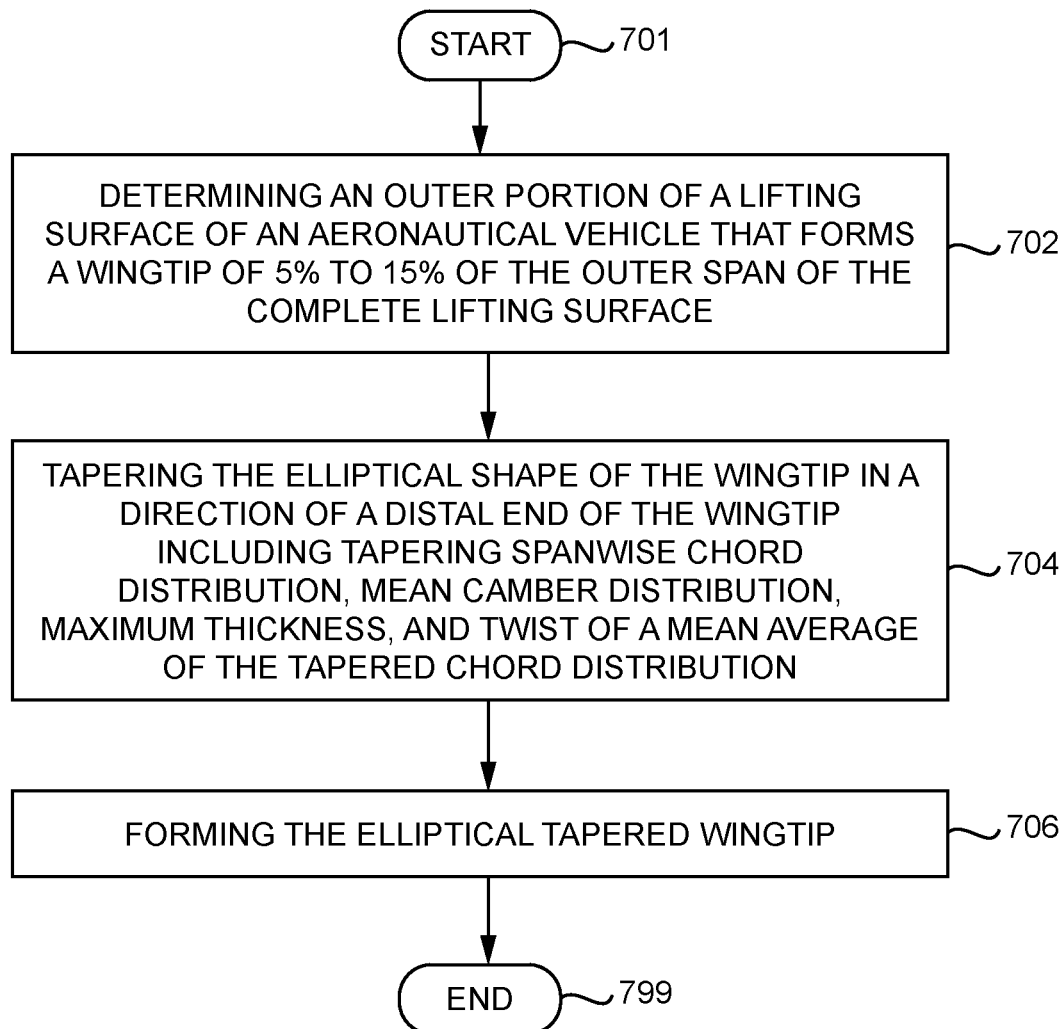 START
701
DETERMINING AN OUTER PORTION OF A LIFTING
SURFACE OF AN AERONAUTICAL VEHICLE THAT FORMS
A WINGTIP OF 5% TO 15% OF THE OUTER SPAN OF THE
COMPLETE LIFTING SURFACE
702
TAPERING THE ELLIPTICAL SHAPE OF THE WINGTIP IN A
DIRECTION OF A DISTAL END OF THE WINGTIP
INCLUDING TAPERING SPANWISE CHORD
DISTRIBUTION, MEAN CAMBER DISTRIBUTION,
MAXIMUM THICKNESS, AND TWIST OF A MEAN AVERAGE
OF THE TAPERED CHORD DISTRIBUTION
704
FORMING THE ELLIPTICAL TAPERED WINGTIP
706
END
799